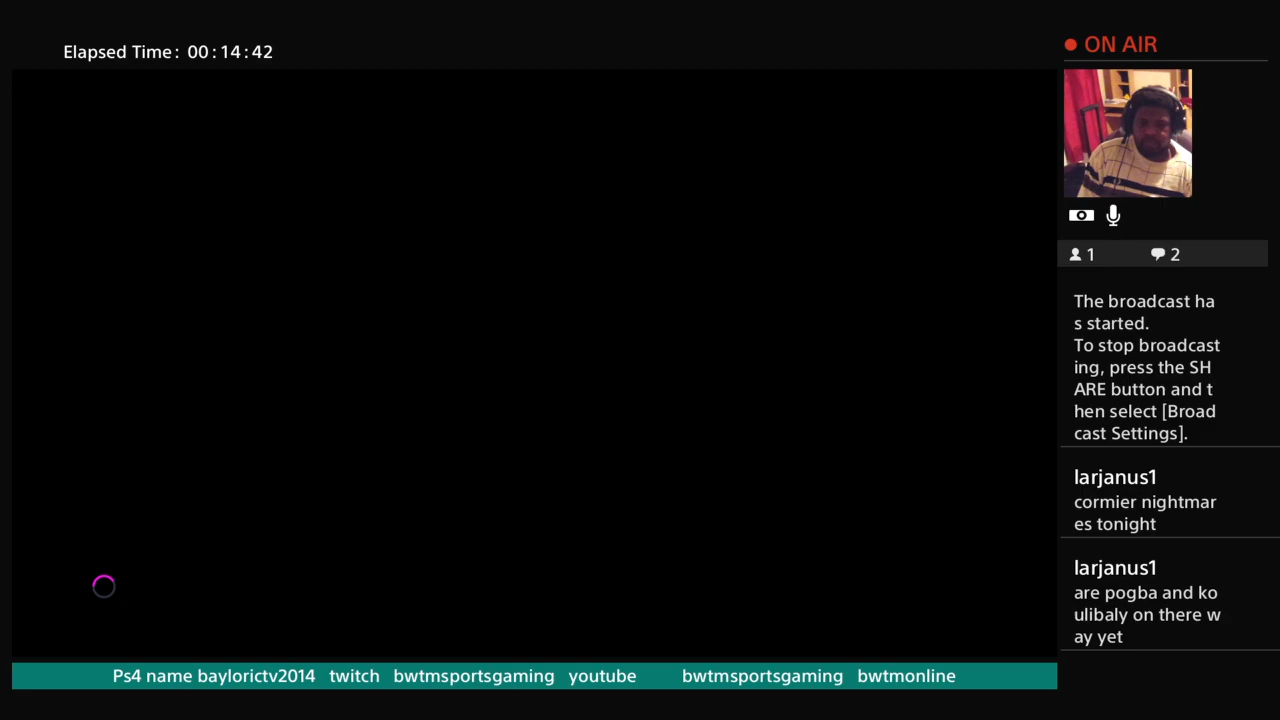 Elapsed Time: 00:14:42
ON AIR
1 2
The broadcast ha
s started.
To stop broadcast
ing, press the SH
ARE button and t
hen select [Broad
cast Settings].
larjanus1
cormier nightmar
es tonight
larjanus1
are pogba and ko
ulibaly on there w
ay yet
Ps4 name baylorictv2014 twitch bwtmsportsgaming youtube bwtmsportsgaming bwtmonline